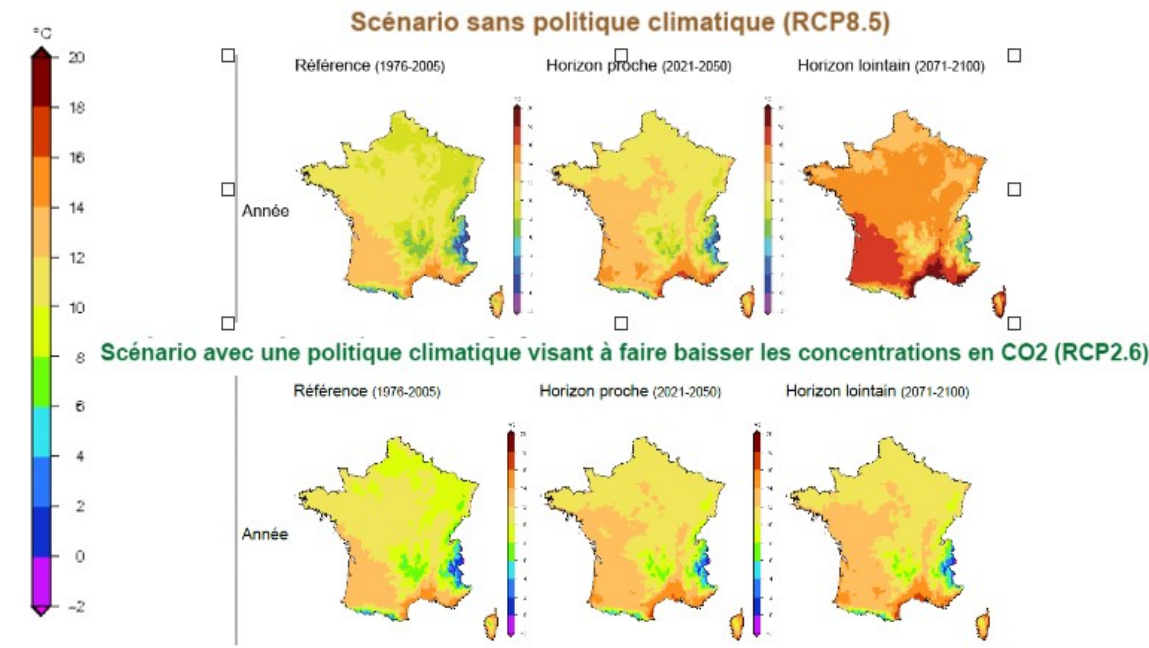 Scénario sans politique climatique (RCP8.5)
°C
Référence (1976-2005)
Horizon proche (2021-2050)
Horizon lointain (2071-2100)
20
18
16
14
12
10
8
6
4
2
0
-2
Année
Scénario avec une politique climatique visant à faire baisser les concentrations en CO2 (RCP2.6)
Référence (1976-2005)
Horizon proche (2021-2050)
Horizon lointain (2071-2100)
Année